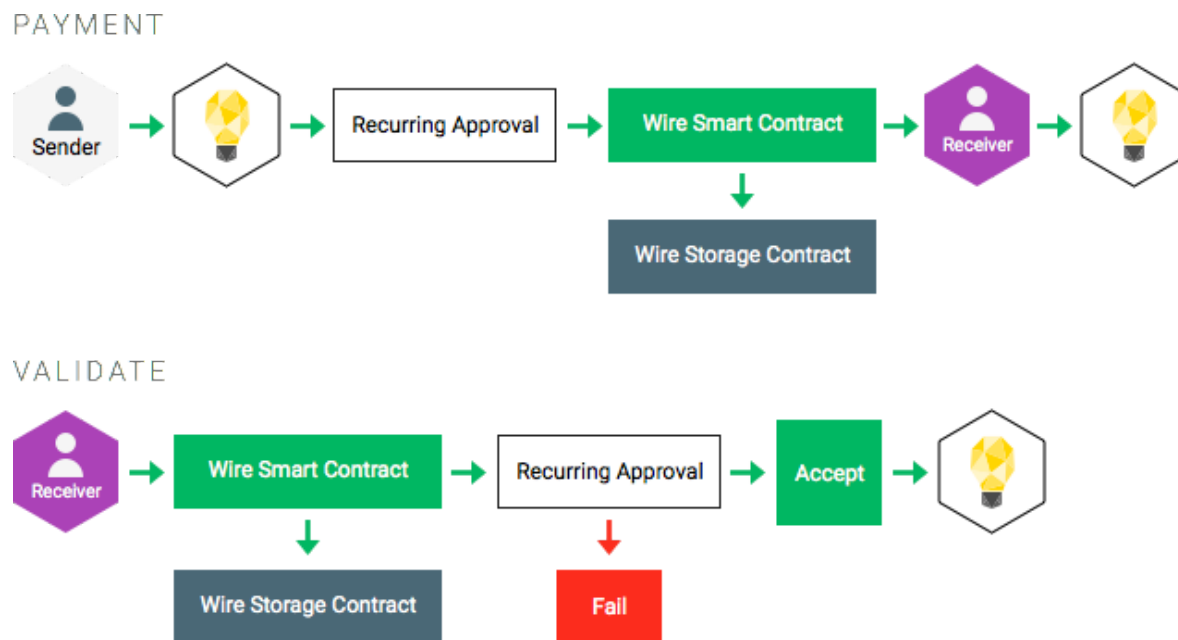 PAYMENT
Sender
Recurring Approval
Wire Smart Contract
Receiver
Wire Storage Contract
VALIDATE
Receiver
Wire Smart Contract
Recurring Approval
Accept
Wire Storage Contract
Fail